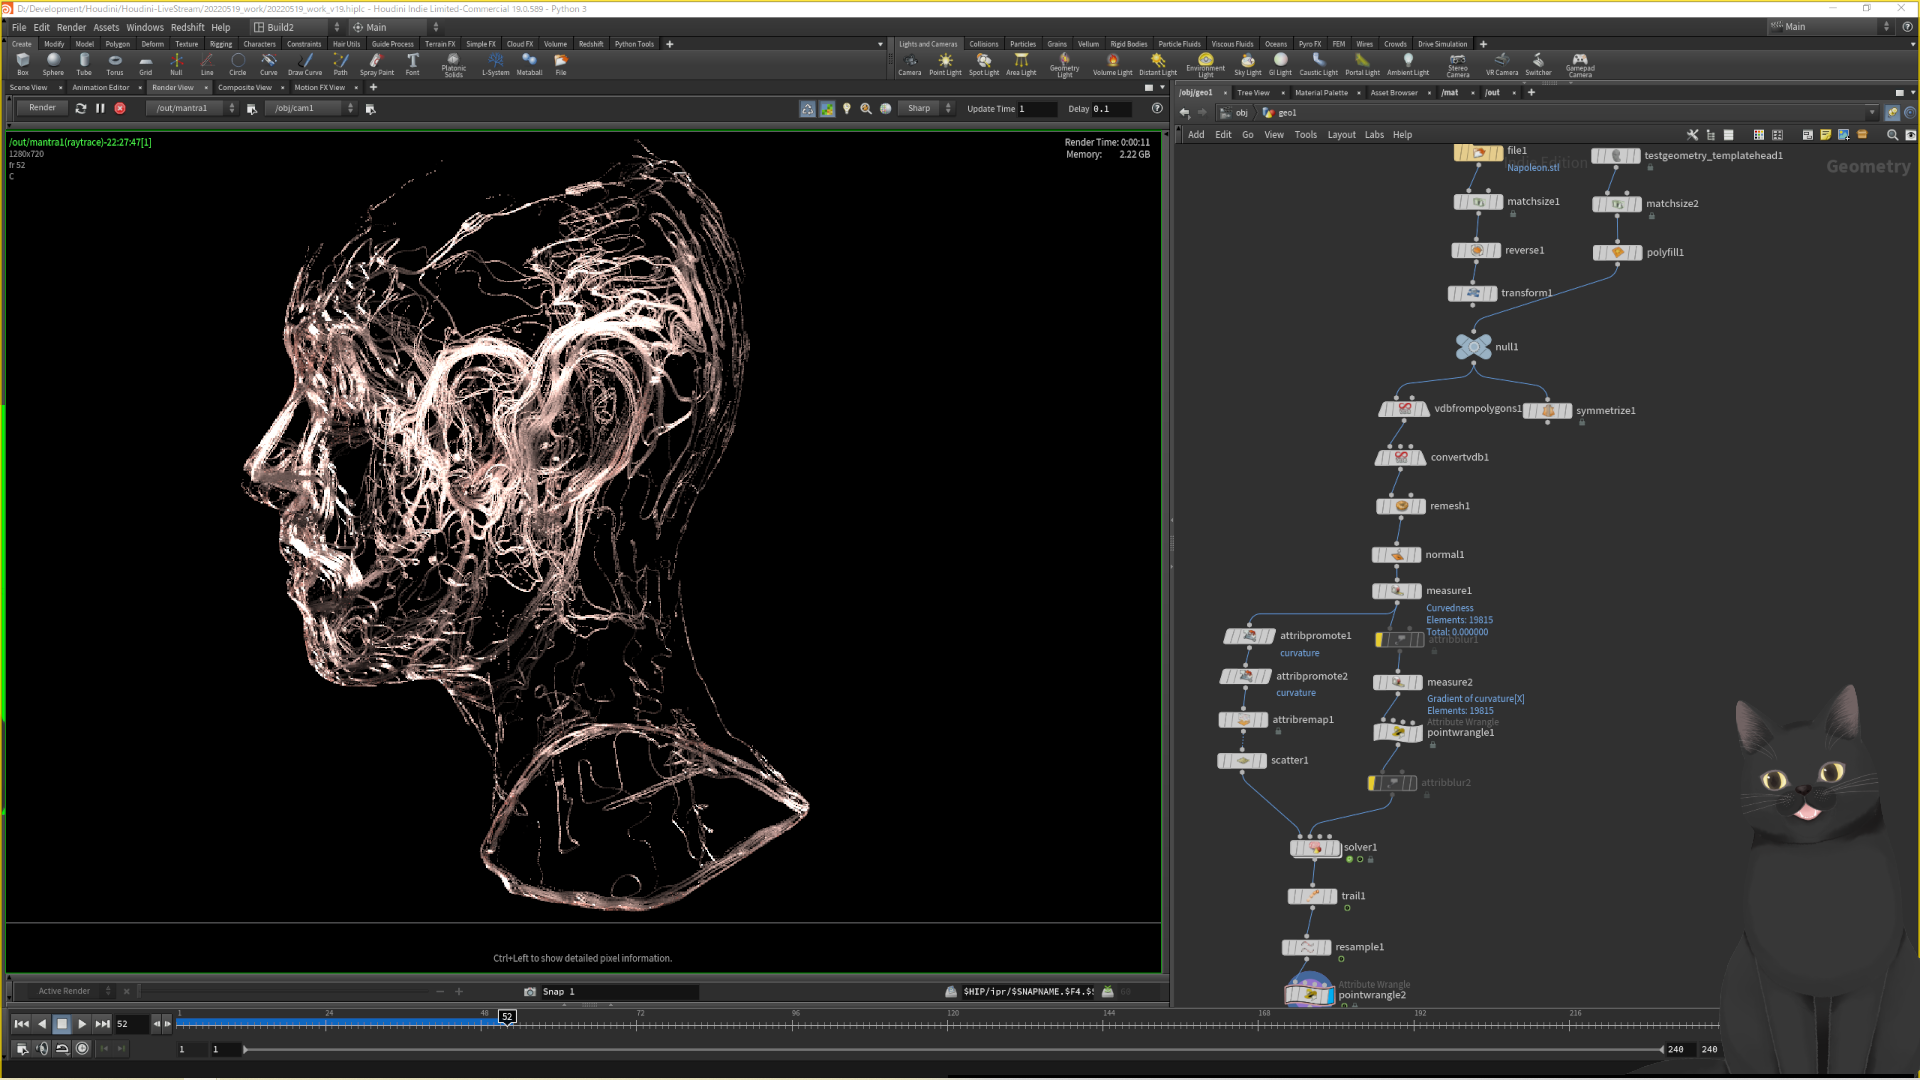 D:/Development/Houdini/Houdini-LiveStream/20220519_work/20220519_work_v19.hiplc - Houdini Indie Limited-Commercial 19.0.589 - Python 3
File Edit Render Assets Windows Redshift Help Build2 Main Main
Create Modify Model Polygon Deform Texture Rigging Characters Constraints Hair Utils Guide Process Terrain FX Simple FX Cloud FX Volume Redshift Python Tools
Lights and Cameras Collisions Particles Grains Vellum Rigid Bodies Particle Fluids Viscous Fluids Oceans Pyro FX FEM Wires Crowds Drive Simulation
Box Sphere Tube Torus Grid Null Line Circle Curve Draw Curve Path Spray Paint Font Platonic Solids L-System Metaball File
Camera Point Light Spot Light Area Light Geometry Light Volume Light Distant Light Environment Light Sky Light GI Light Caustic Light Portal Light Ambient Light Stereo Camera VR Camera Switcher Gamepad Camera
Scene View Animation Editor Render View Composite View Motion FX View
/obj/geo1 Tree View Material Palette Asset Browser /mat /out
Render /out/mantra1 /obj/cam1 Sharp Update Time 1 Delay 0.1
obj geo1
Add Edit Go View Tools Layout Labs Help
/out/mantra1(raytrace)-22:27:47[1]
1280x720
fr 52
C
Render Time: 0:00:11
Memory: 2.22 GB
Indie Edition
Geometry
file1
Napoleon.stl
testgeometry_templatehead1
matchsize1
matchsize2
reverse1
polyfill1
transform1
null1
vdbfrompolygons1
symmetrize1
convertvdb1
remesh1
normal1
measure1
Curvedness
Elements: 19815
Total: 0.000000
attribblur1
attribpromote1
curvature
attribpromote2
curvature
measure2
Gradient of curvature[X]
Elements: 19815
Attribute Wrangle
pointwrangle1
attribremap1
scatter1
attribblur2
solver1
trail1
resample1
Attribute Wrangle
pointwrangle2
Ctrl+Left to show detailed pixel information.
Active Render Snap 1 $HIP/ipr/$SNAPNAME.$F4.$
52 1 24 48 52 72 96 120 144 168 192 216
1 1 240 240